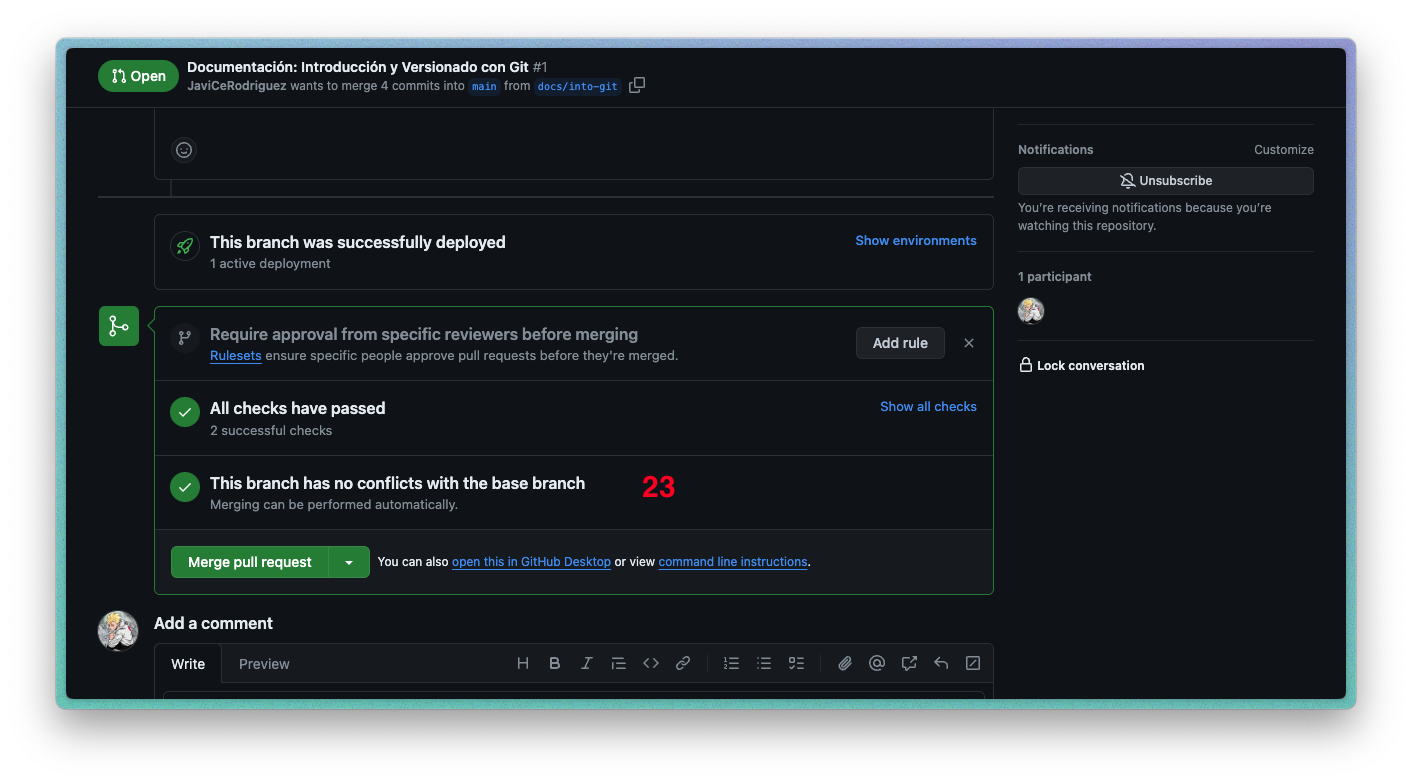 Open
Documentación: Introducción y Versionado con Git #1
JaviCeRodriguez wants to merge 4 commits into main from docs/into-git
Notifications
Customize
Unsubscribe
You're receiving notifications because you're
watching this repository.
1 participant
Lock conversation
This branch was successfully deployed
Show environments
1 active deployment
Require approval from specific reviewers before merging
Rulesets ensure specific people approve pull requests before they're merged.
Add rule
All checks have passed
Show all checks
2 successful checks
This branch has no conflicts with the base branch
23
Merging can be performed automatically.
Merge pull request
You can also open this in GitHub Desktop or view command line instructions.
Add a comment
Write
Preview